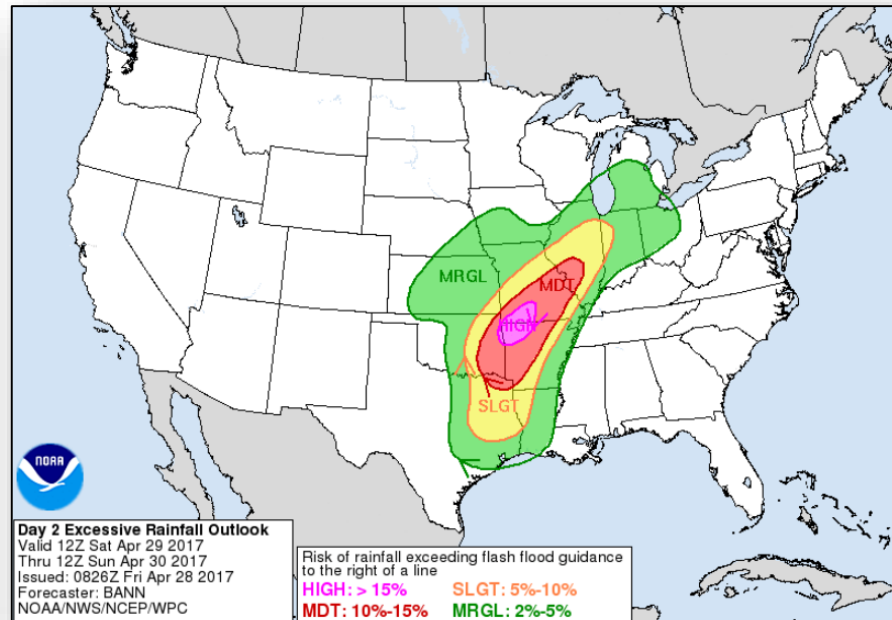 MRGL
MDT
HIGH
SLGT
NOAA
Day 2 Excessive Rainfall Outlook
Valid 12Z Sat Apr 29 2017
Thru 12Z Sun Apr 30 2017
Issued: 0826Z Fri Apr 28 2017
Forecaster: BANN
NOAA/NWS/NCEP/WPC
Risk of rainfall exceeding flash flood guidance
to the right of a line
HIGH: > 15% SLGT: 5%-10%
MDT: 10%-15% MRGL: 2%-5%